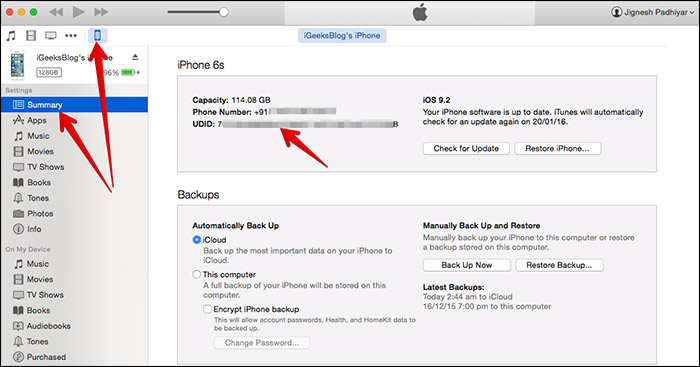 Jignesh Padhiyar
iGeeksBlog's iPhone
iGeeksBlog's iPhone
128GB 96%
Settings
Summary
Apps
Music
Movies
TV Shows
Books
Tones
Photos
Info
On My Device
Music
Movies
TV Shows
Books
Audiobooks
Tones
Purchased
iPhone 6s
Capacity: 114.08 GB
Phone Number: +91
UDID: 7 B
iOS 9.2
Your iPhone software is up to date. iTunes will automatically
check for an update again on 20/01/16.
Check for Update Restore iPhone...
Backups
Automatically Back Up
iCloud
Back up the most important data on your iPhone to
iCloud.
This computer
A full backup of your iPhone will be stored on this
computer.
Encrypt iPhone backup
This will allow account passwords, Health, and HomeKit data to
be backed up.
Change Password...
Manually Back Up and Restore
Manually back up your iPhone to this computer or restore
a backup stored on this computer.
Back Up Now Restore Backup...
Latest Backups:
Today 2:44 am to iCloud
16/12/15 7:00 pm to this computer